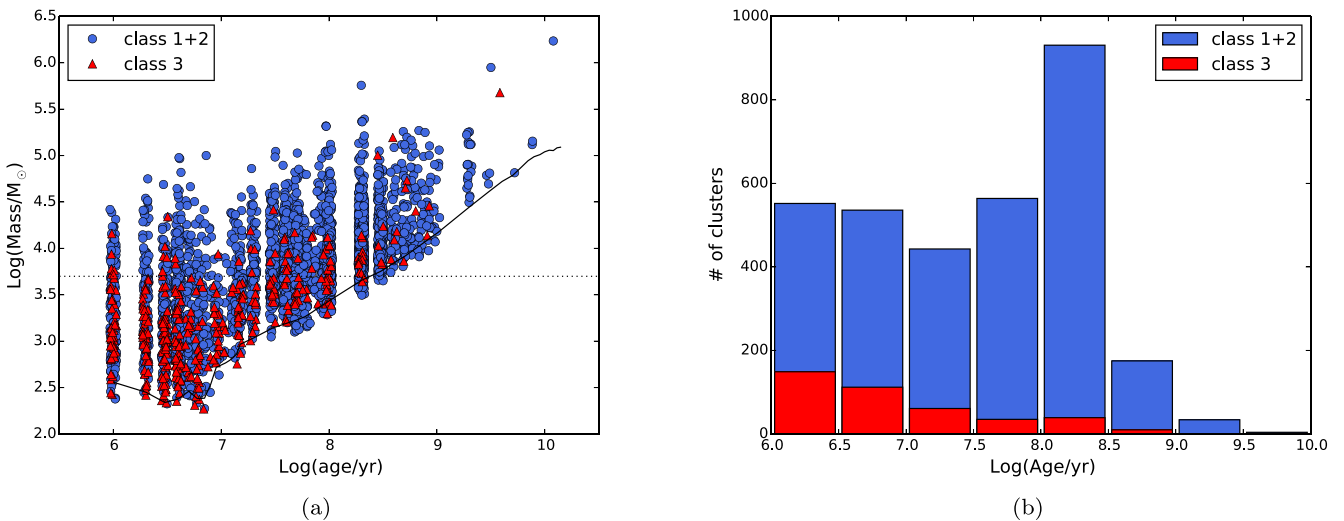 class 1+2
class 3
Log(Mass/M☉)
6.5
6.0
5.5
5.0
4.5
4.0
3.5
3.0
2.5
2.0
6 7 8 9 10
Log(age/yr)
(a)
class 1+2
class 3
# of clusters
1000
800
600
400
200
0
6.0 6.5 7.0 7.5 8.0 8.5 9.0 9.5 10.0
Log(Age/yr)
(b)